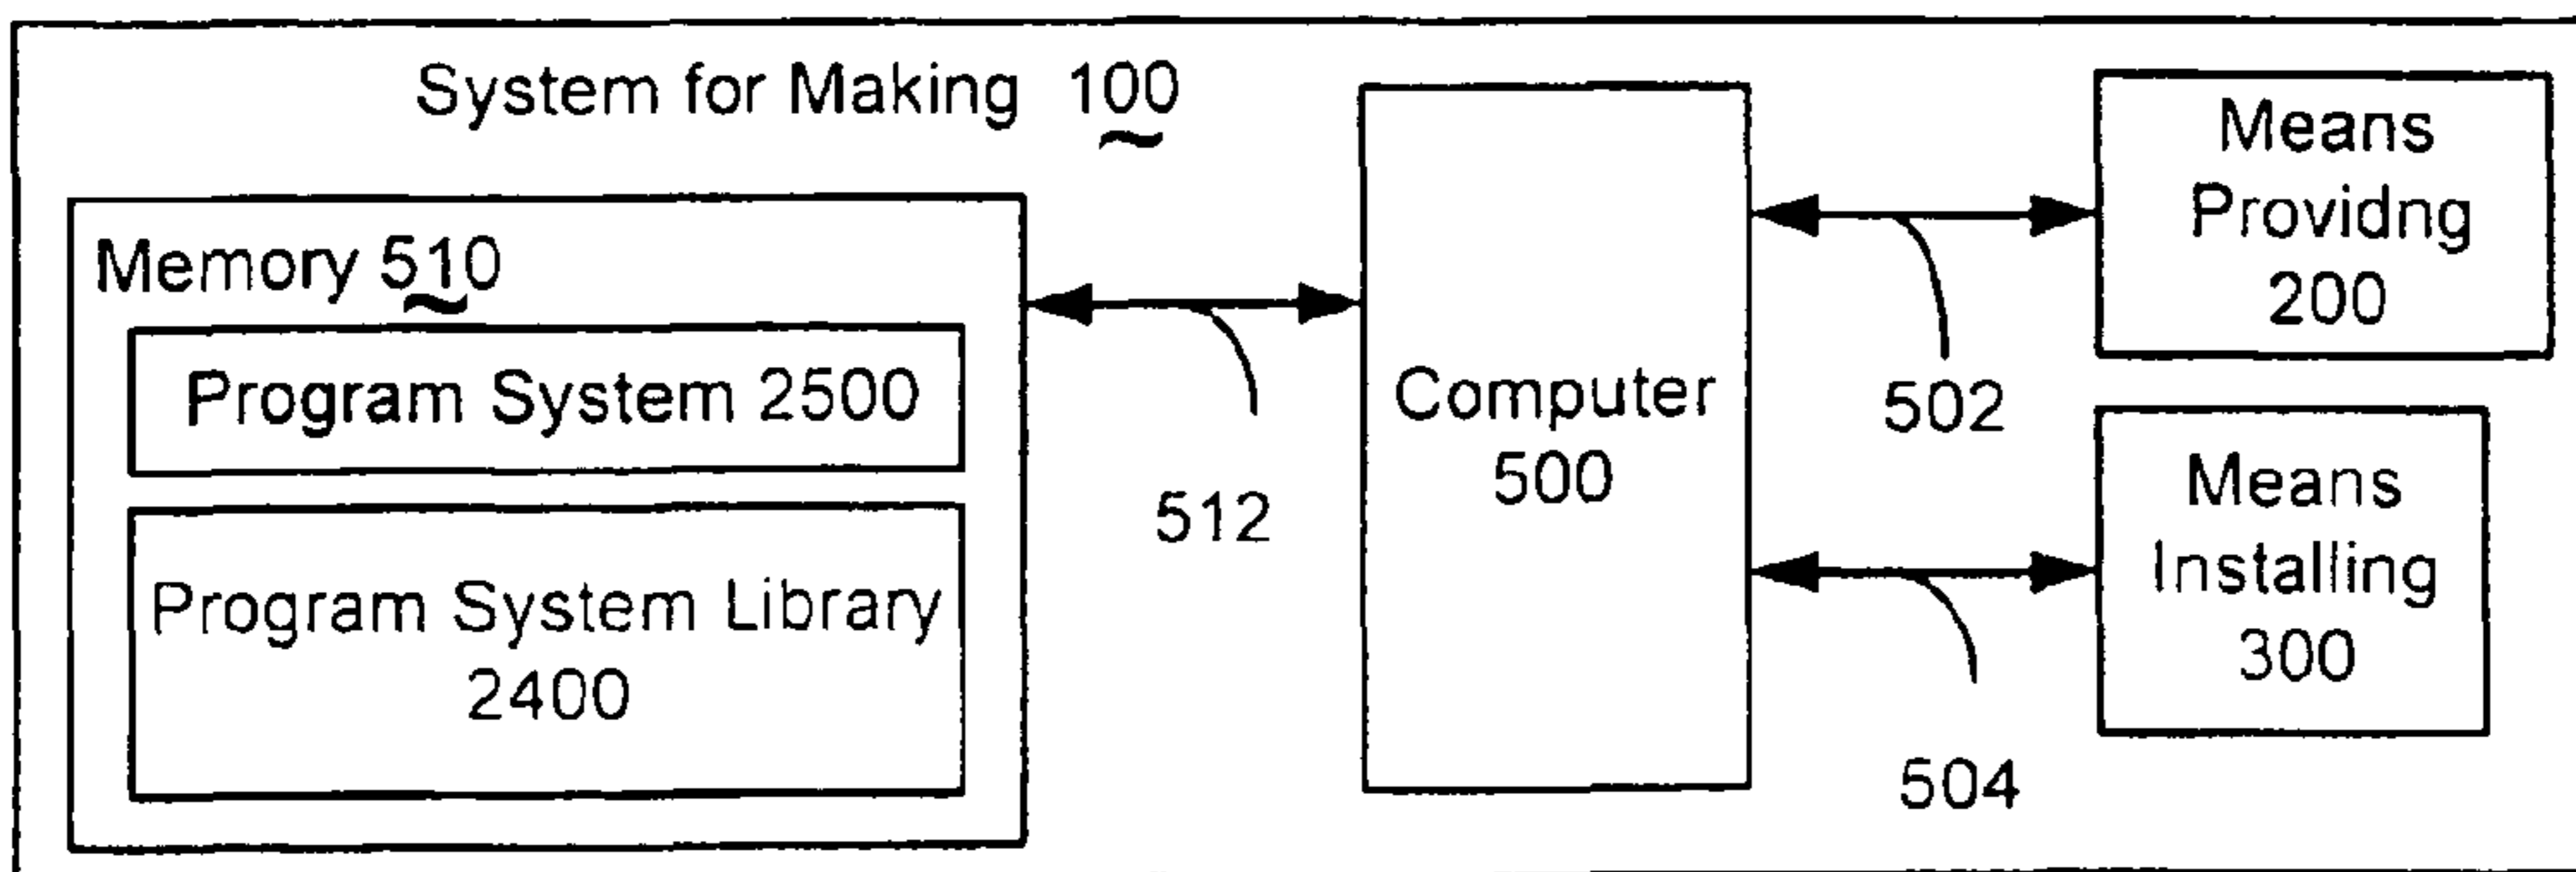 System for Making 100
Memory 510
Program System 2500
Program System Library
2400
512
Computer
500
502
504
Means
Providng
200
Means
Installing
300